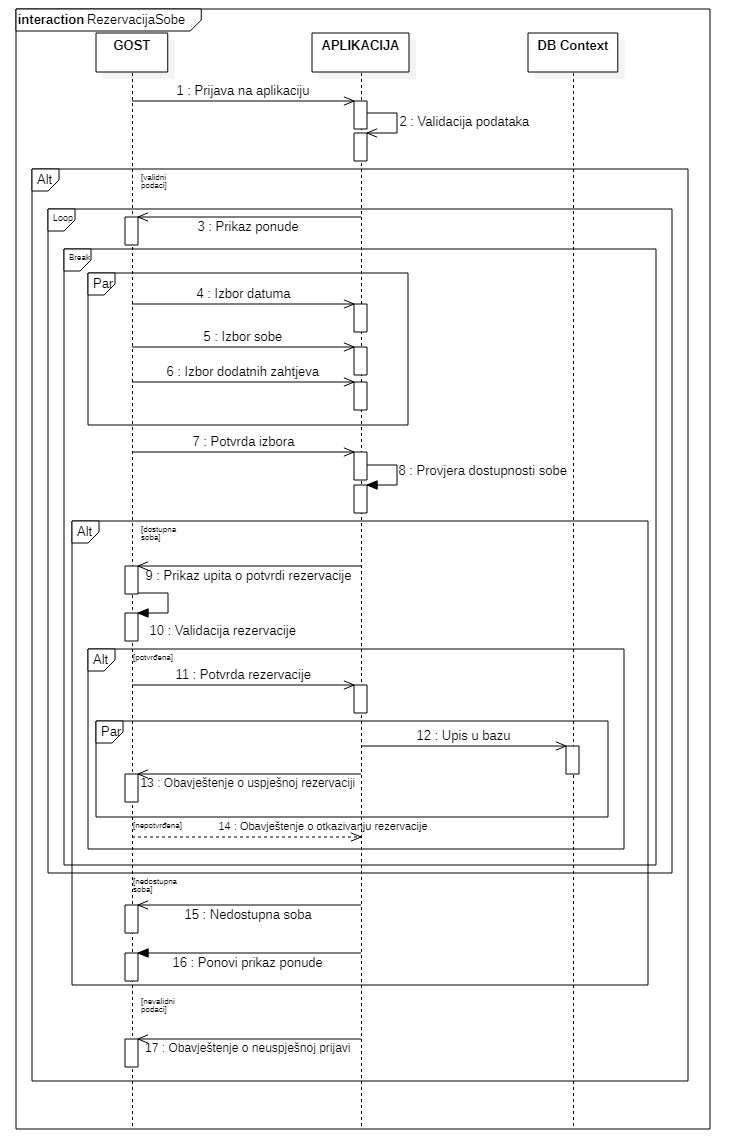 interaction RezervacijaSobe
GOST
APLIKACIJA
DB Context
1 : Prijava na aplikaciju
2 : Validacija podataka
Alt
[validni
podaci]
Loop
3 : Prikaz ponude
Break
Par
4 : Izbor datuma
5 : Izbor sobe
6 : Izbor dodatnih zahtjeva
7 : Potvrda izbora
8 : Provjera dostupnosti sobe
Alt
[dostupna
soba]
9 : Prikaz upita o potvrdi rezervacije
10 : Validacija rezervacije
Alt
[potvrđena]
11 : Potvrda rezervacije
Par
12 : Upis u bazu
13 : Obavještenje o uspješnoj rezervaciji
[nepotvrđena]
14 : Obavještenje o otkazivanju rezervacije
[nedostupna
soba]
15 : Nedostupna soba
16 : Ponovi prikaz ponude
[nevalidni
podaci]
17 : Obavještenje o neuspješnoj prijavi